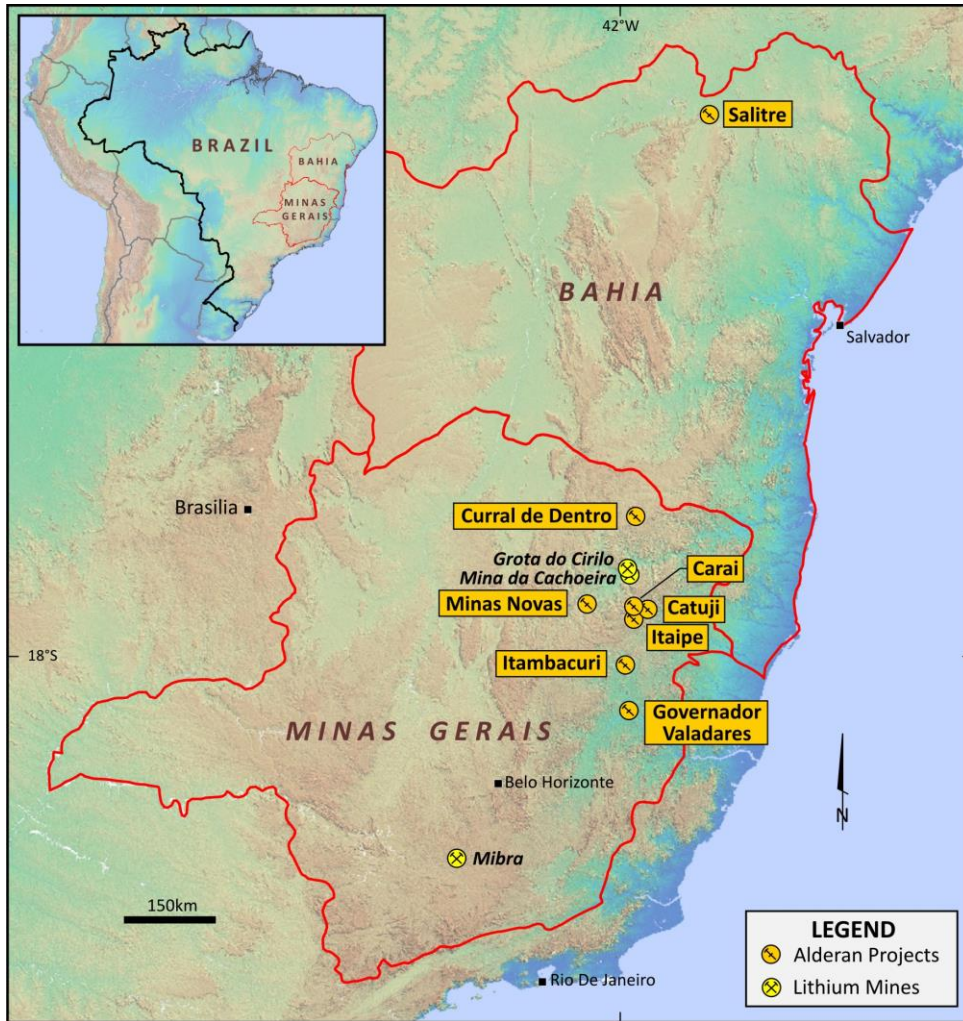 42°W
BRAZIL
BAHIA
MINAS
GERAIS
Salitre
BAHIA
Salvador
Brasilia
Curral de Dentro
Grota do Cirilo
Mina da Cachoeira
Carai
Minas Novas
Catuji
Itaipe
18°S
Itambacuri
MINAS GERAIS
Governador
Valadares
Belo Horizonte
N
Mibra
150km
LEGEND
Alderan Projects
Lithium Mines
Rio De Janeiro